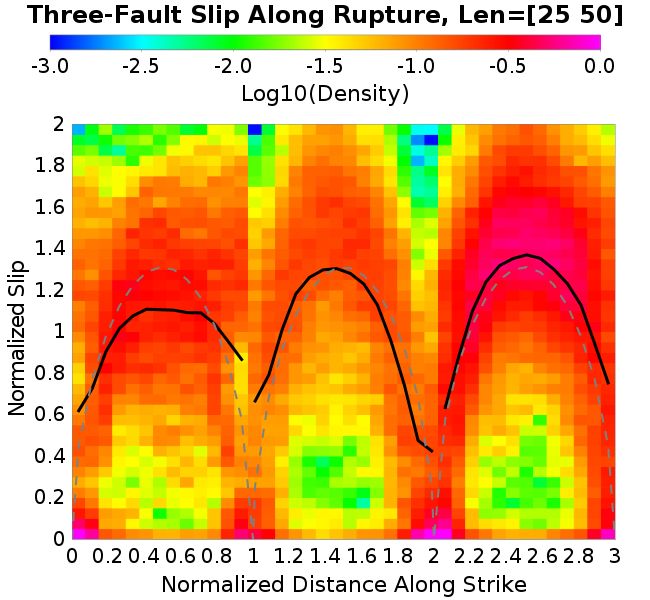 Three-Fault Slip Along Rupture, Len=[25 50]
-3.0 -2.5 -2.0 -1.5 -1.0 -0.5 0.0
Log10(Density)
Normalized Slip
2
1.8
1.6
1.4
1.2
1
0.8
0.6
0.4
0.2
0
0 0.2 0.4 0.6 0.8 1 1.2 1.4 1.6 1.8 2 2.2 2.4 2.6 2.8 3
Normalized Distance Along Strike